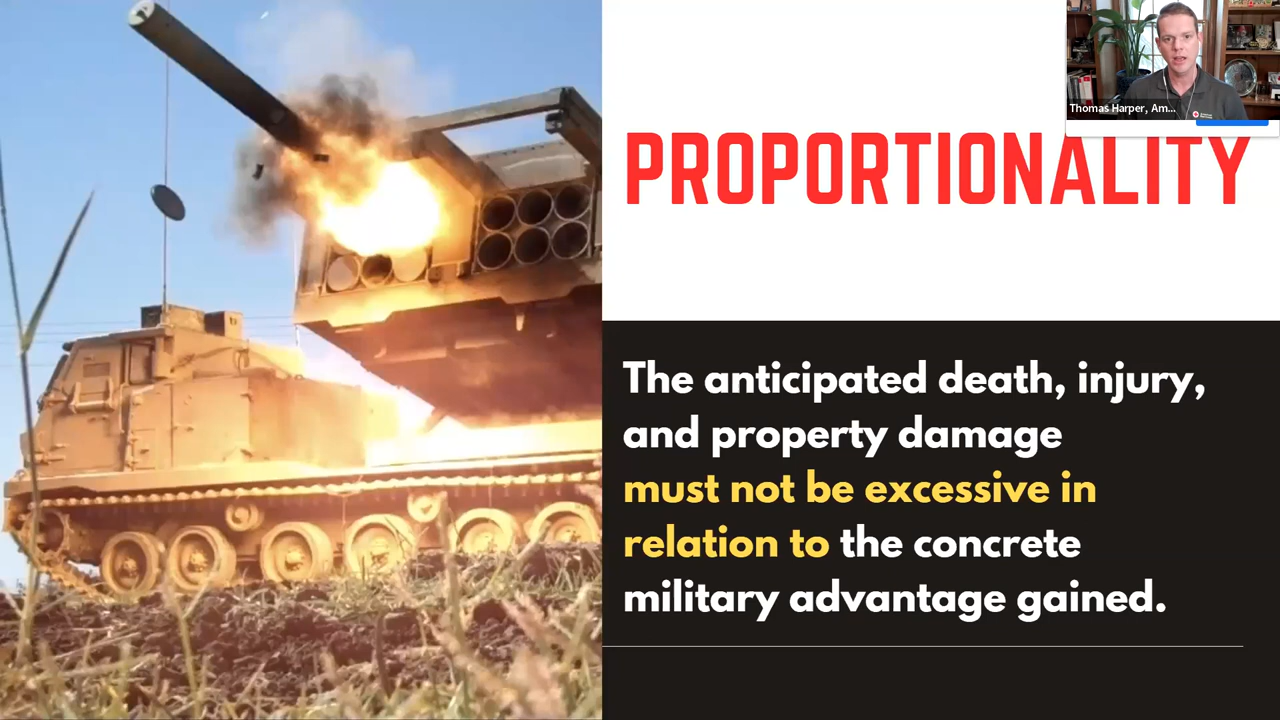 Thomas Harper, Am...
PROPORTIONALITY
The anticipated death, injury,
and property damage
must not be excessive in
relation to the concrete
military advantage gained.